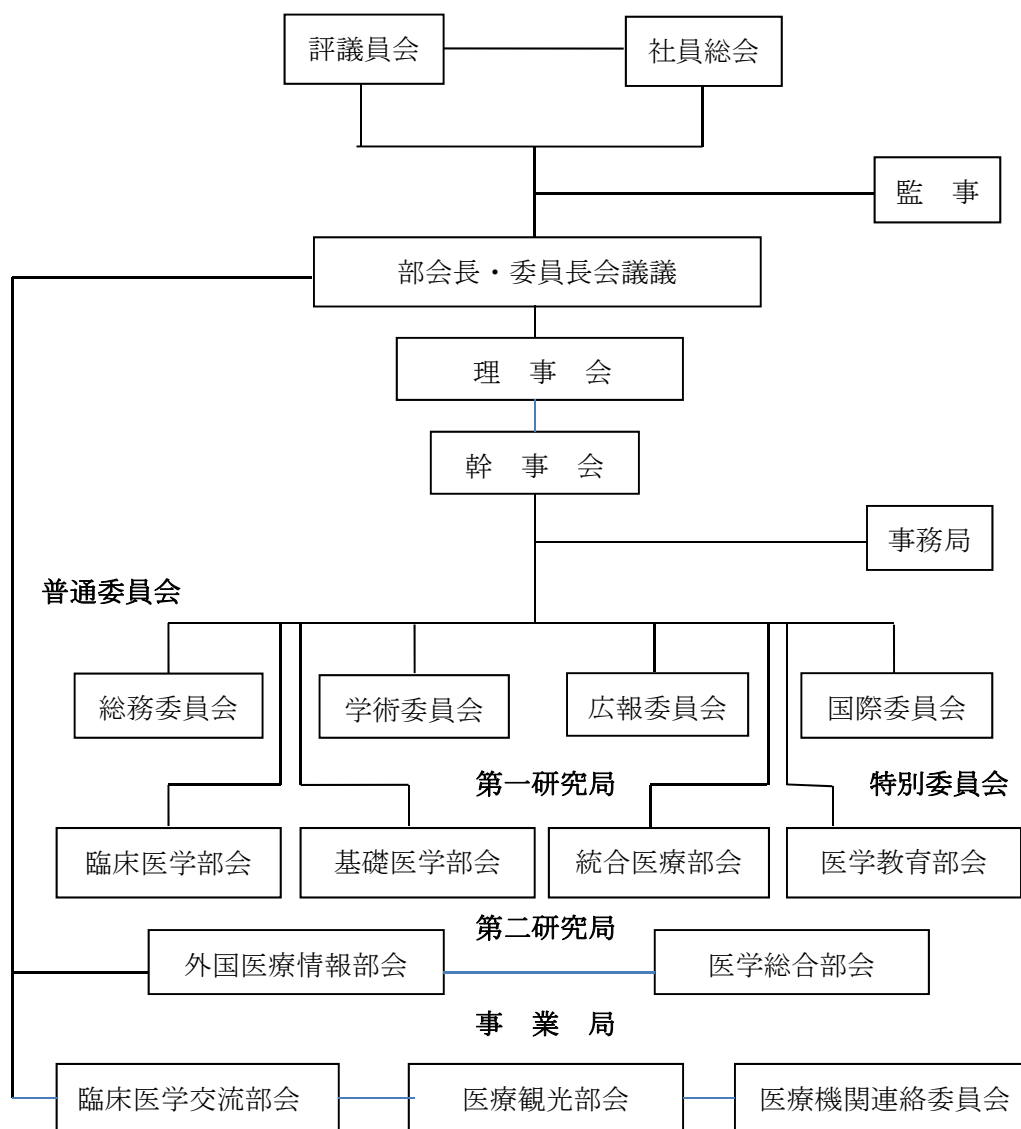 評議員会 社員総会
監　事
部会長・委員長会議議
理　事　会
幹　事　会
事務局
普通委員会
総務委員会 学術委員会 広報委員会 国際委員会
第一研究局 特別委員会
臨床医学部会 基礎医学部会 統合医療部会 医学教育部会
第二研究局
外国医療情報部会 医学総合部会
事　業　局
臨床医学交流部会 医療観光部会 医療機関連絡委員会